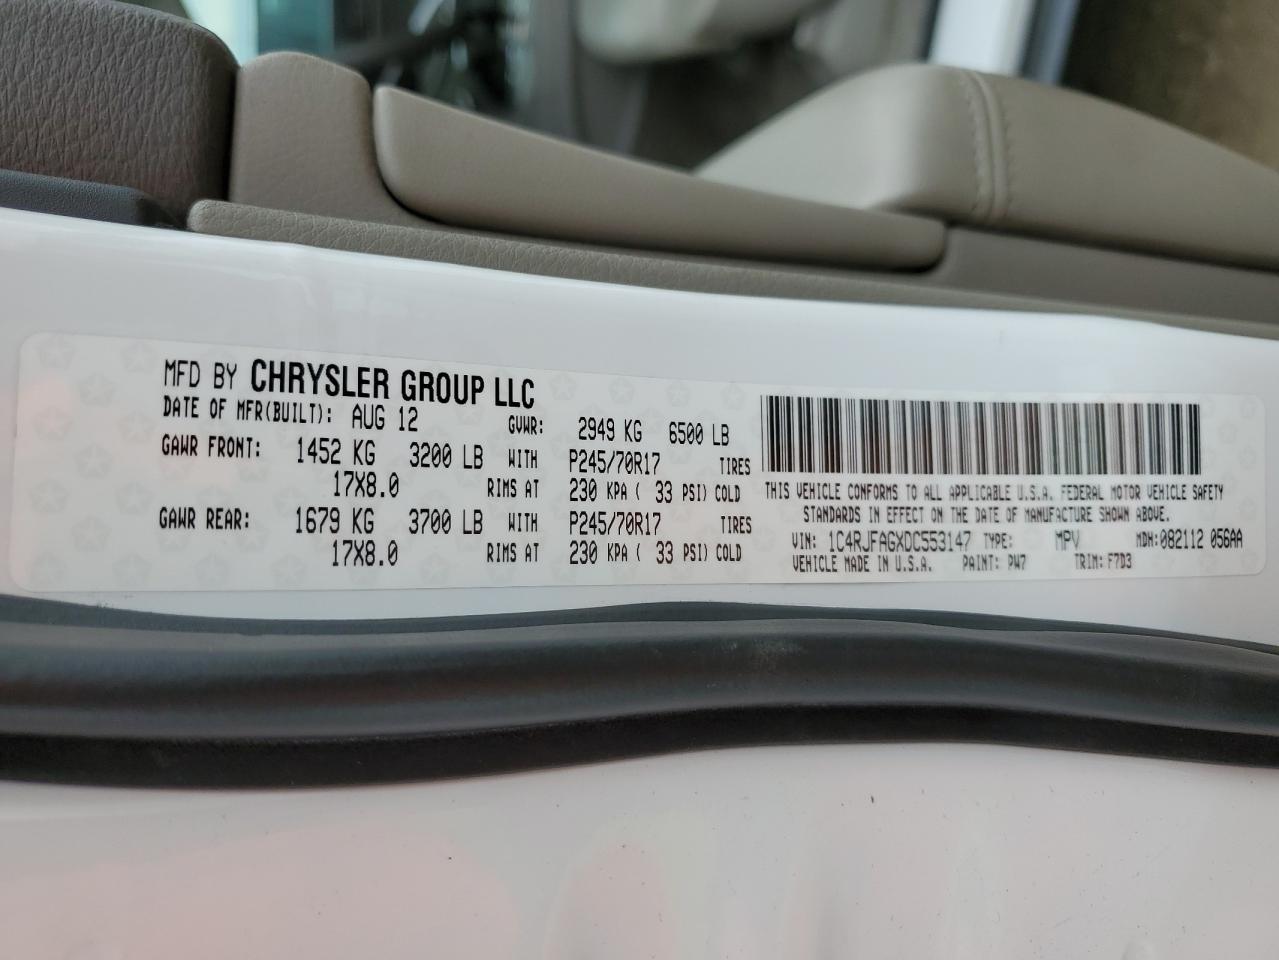 MFD BY CHRYSLER GROUP LLC
DATE OF MFR(BUILT): AUG 12 GVWR: 2949 KG 6500 LB
GAWR FRONT: 1452 KG 3200 LB WITH P245/70R17 TIRES
17X8.0 RIMS AT 230 KPA ( 33 PSI) COLD
GAWR REAR: 1679 KG 3700 LB WITH P245/70R17 TIRES
17X8.0 RIMS AT 230 KPA ( 33 PSI) COLD
THIS VEHICLE CONFORMS TO ALL APPLICABLE U.S.A. FEDERAL MOTOR VEHICLE SAFETY
STANDARDS IN EFFECT ON THE DATE OF MANUFACTURE SHOWN ABOVE.
VIN: 1C4RJFAGXDC553147 TYPE: MPV MDH:082112 056AA
VEHICLE MADE IN U.S.A. PAINT: PW7 TRIM: F7D3